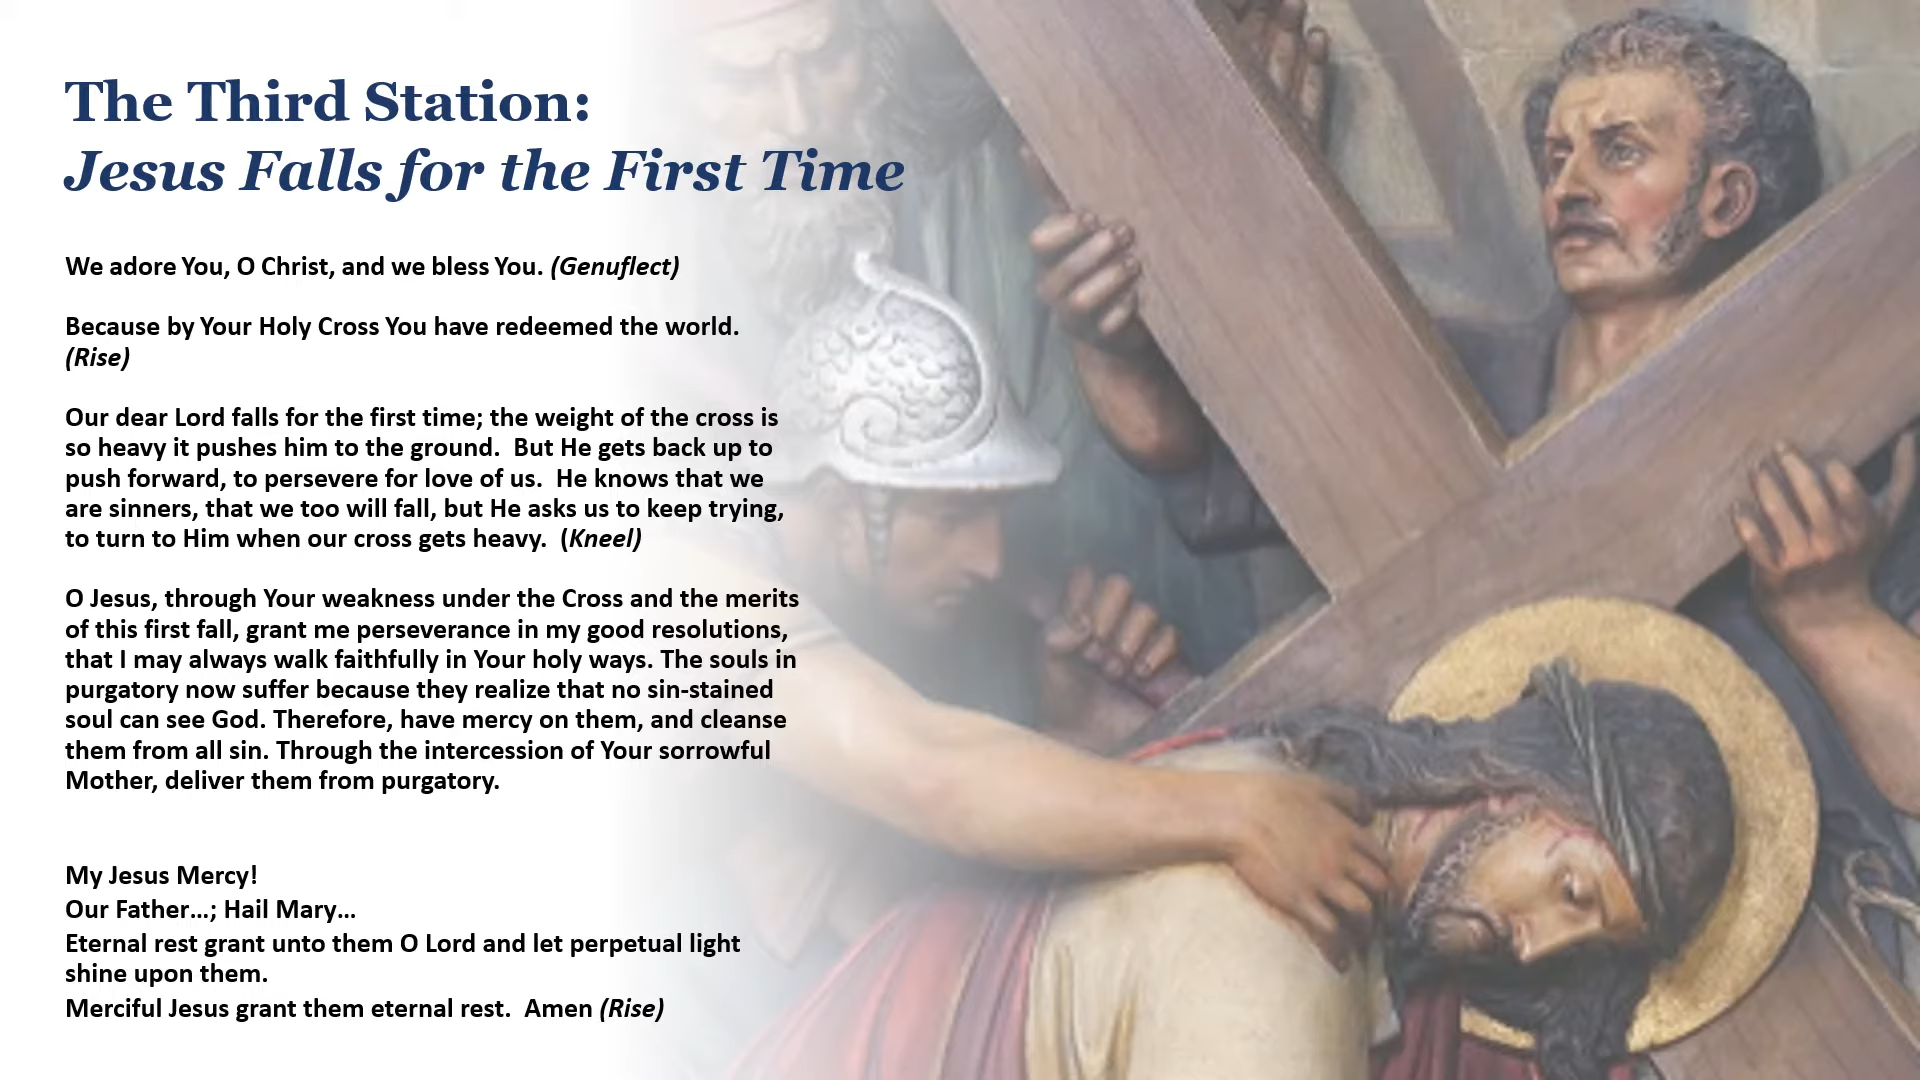 The Third Station:
Jesus Falls for the First Time
We adore You, O Christ, and we bless You. (Genuflect)
Because by Your Holy Cross You have redeemed the world.
(Rise)
Our dear Lord falls for the first time; the weight of the cross is
so heavy it pushes him to the ground.  But He gets back up to
push forward, to persevere for love of us.  He knows that we
are sinners, that we too will fall, but He asks us to keep trying,
to turn to Him when our cross gets heavy.  (Kneel)
O Jesus, through Your weakness under the Cross and the merits
of this first fall, grant me perseverance in my good resolutions,
that I may always walk faithfully in Your holy ways. The souls in
purgatory now suffer because they realize that no sin-stained
soul can see God. Therefore, have mercy on them, and cleanse
them from all sin. Through the intercession of Your sorrowful
Mother, deliver them from purgatory.
My Jesus Mercy!
Our Father…; Hail Mary…
Eternal rest grant unto them O Lord and let perpetual light
shine upon them.
Merciful Jesus grant them eternal rest.  Amen (Rise)